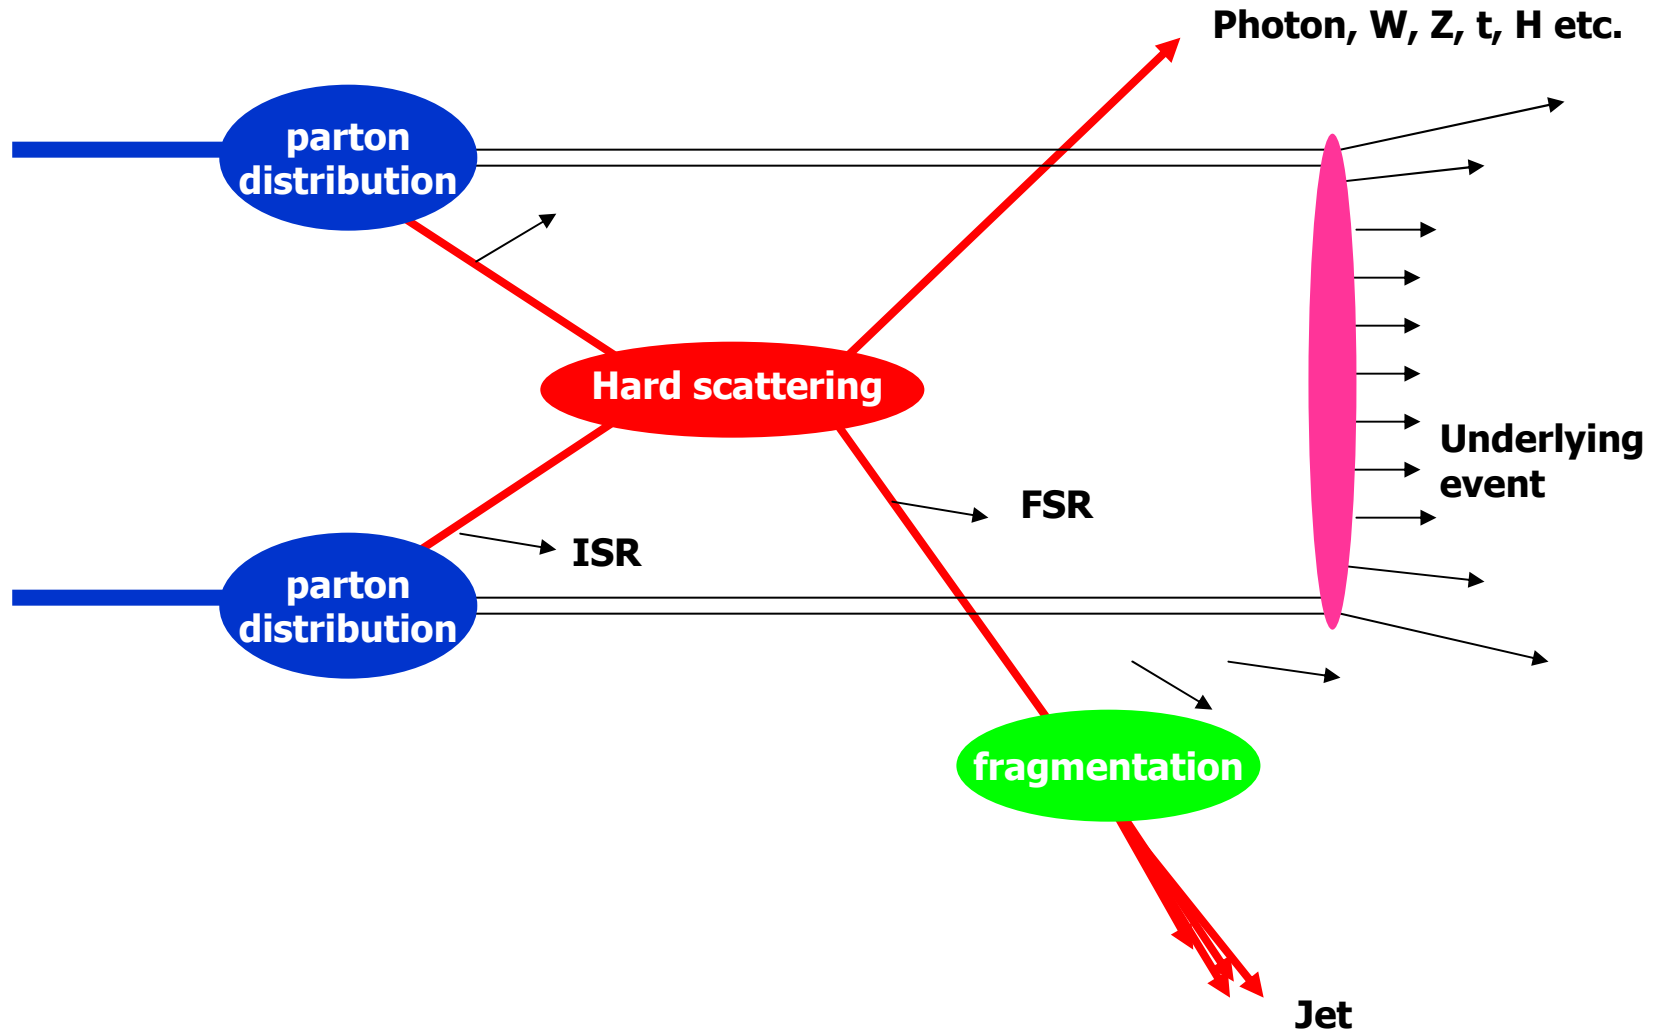 Photon, W, Z, t, H etc.
parton
distribution
Hard scattering
Underlying
event
FSR
ISR
parton
distribution
fragmentation
Jet